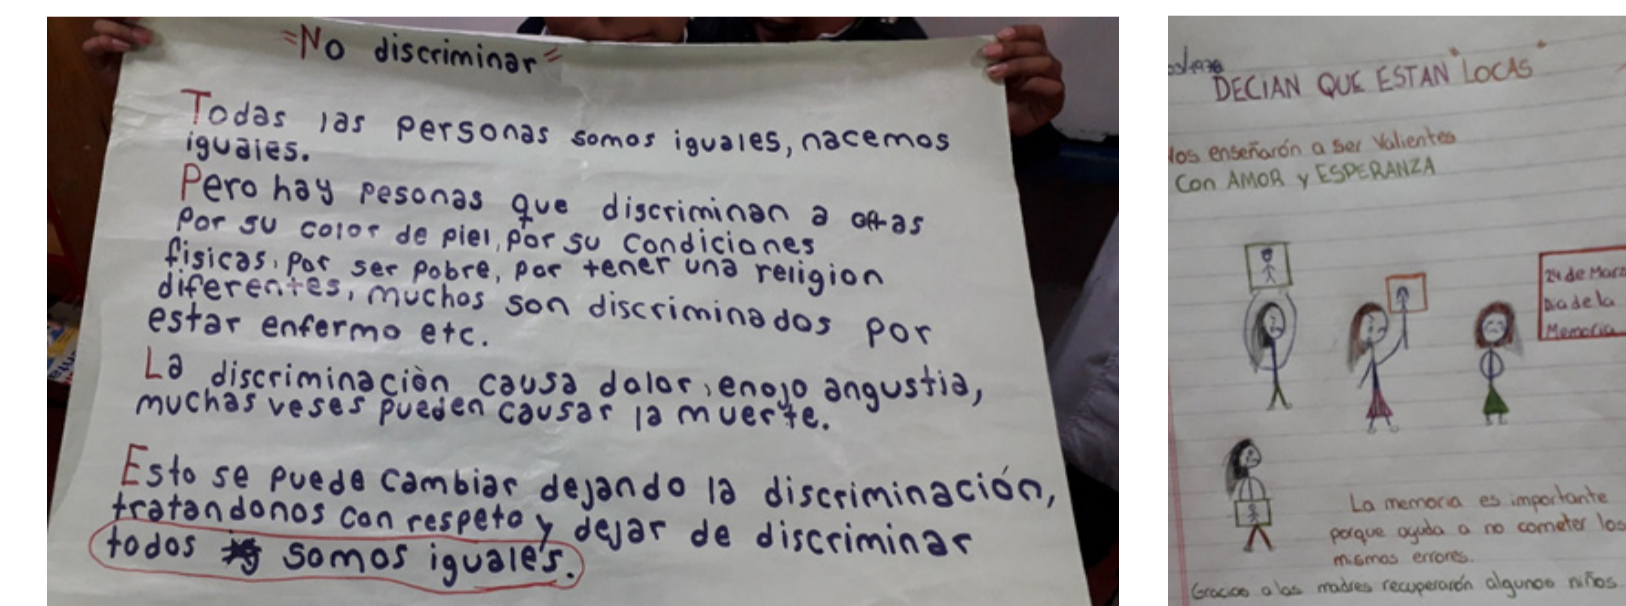 =No discriminar=
Todas las personas somos iguales, nacemos
iguales.
Pero hay pesonas que discriminan a otras
por su color de piel, por su condiciones
fisicas, por ser pobre, por tener una religion
diferentes, muchos son discriminados por
estar enfermo etc.
La discriminaciòn causa dolor, enojo angustia,
muchas veses pueden causar la muerte.
Esto se puede cambiar dejando la discriminación,
tratandonos con respeto y dejar de discriminar
todos somos iguales.
DECIAN QUE ESTAN "LOCAS"
Nos enseñarón a ser Valientes
Con AMOR y ESPERANZA
24 de Marz
Dia de la
Memoria
La memoria es importante
porque ayuda a no cometer los
mismos errores.
Gracias a las madres recuperarón algunos niños.